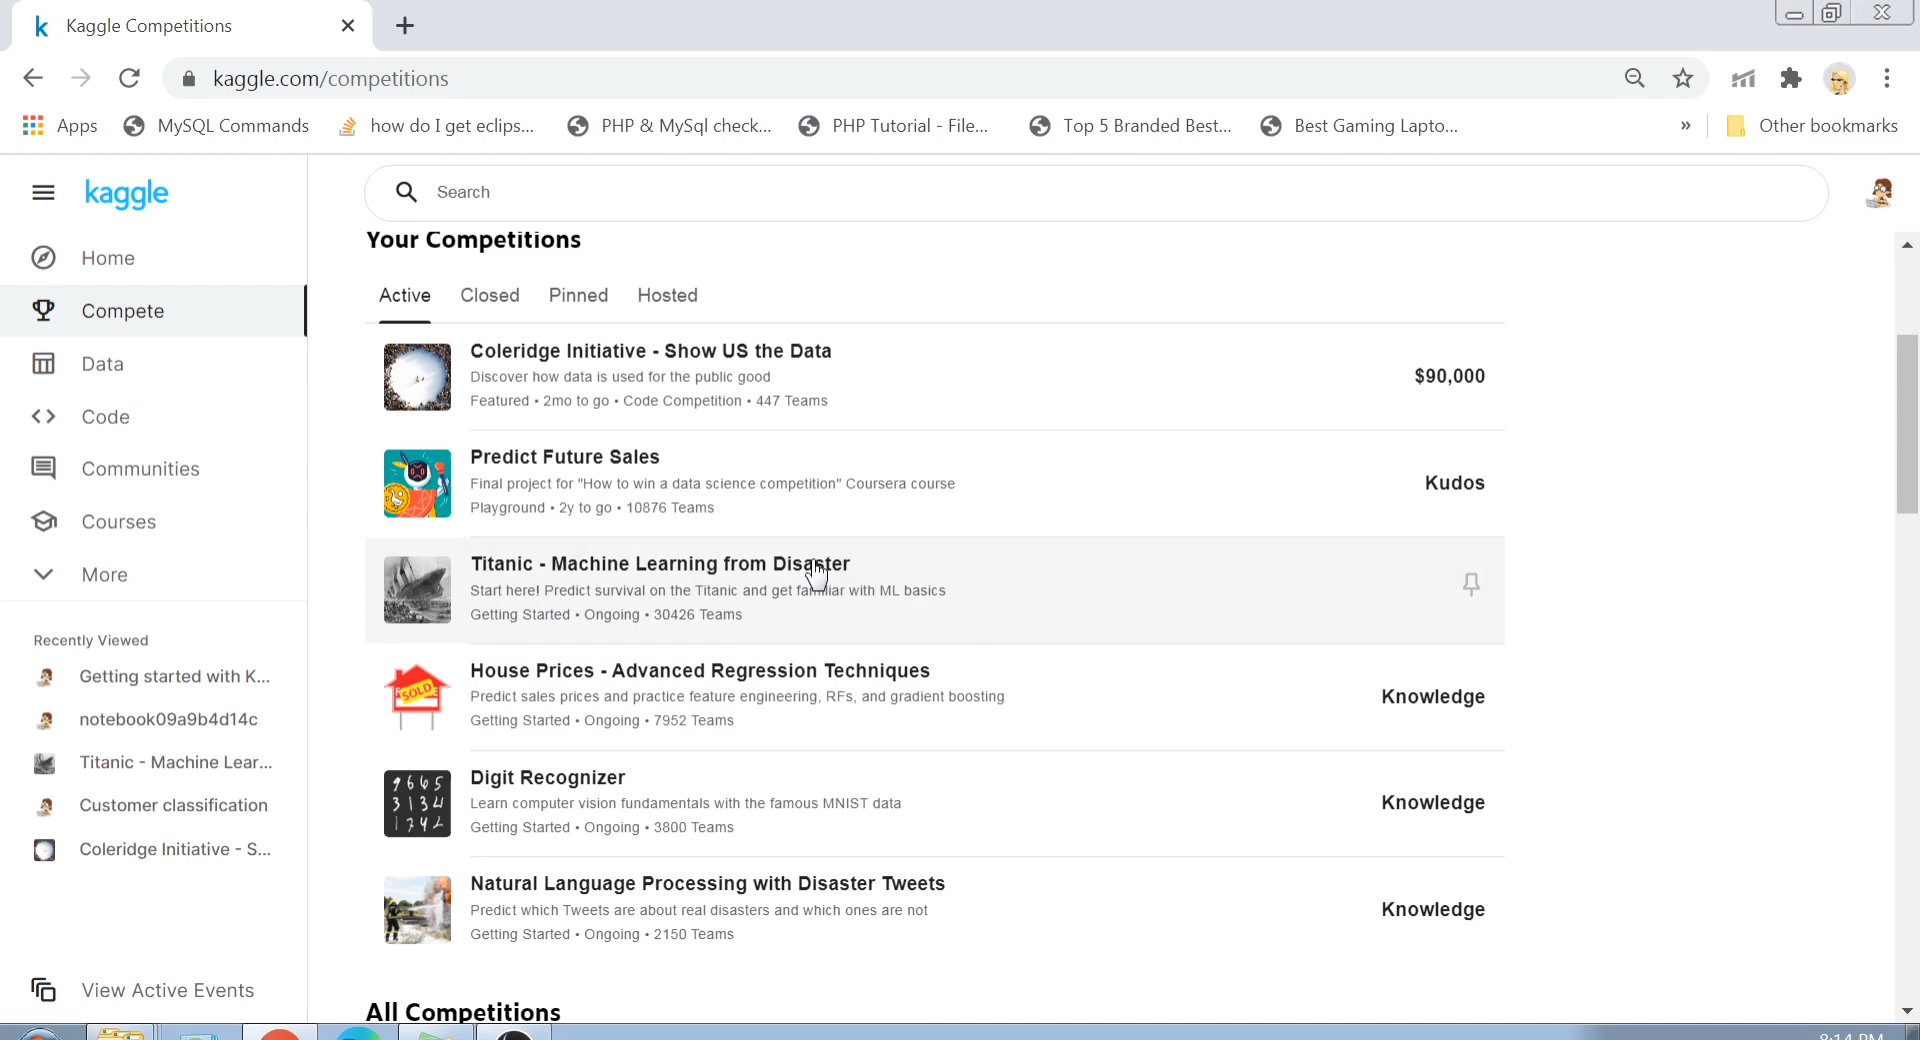 Kaggle Competitions
kaggle.com/competitions
Apps
MySQL Commands
how do I get eclips...
PHP & MySql check...
PHP Tutorial - File...
Top 5 Branded Best...
Best Gaming Lapto...
»
Other bookmarks
kaggle
Search
Home
Compete
Data
Code
Communities
Courses
More
Recently Viewed
Getting started with K...
notebook09a9b4d14c
Titanic - Machine Lear...
Customer classification
Coleridge Initiative - S...
View Active Events
Your Competitions
Active
Closed
Pinned
Hosted
Coleridge Initiative - Show US the Data
Discover how data is used for the public good
Featured • 2mo to go • Code Competition • 447 Teams
$90,000
Predict Future Sales
Final project for "How to win a data science competition" Coursera course
Playground • 2y to go • 10876 Teams
Kudos
Titanic - Machine Learning from Disaster
Start here! Predict survival on the Titanic and get familiar with ML basics
Getting Started • Ongoing • 30426 Teams
House Prices - Advanced Regression Techniques
Predict sales prices and practice feature engineering, RFs, and gradient boosting
Getting Started • Ongoing • 7952 Teams
Knowledge
SOLD
Digit Recognizer
Learn computer vision fundamentals with the famous MNIST data
Getting Started • Ongoing • 3800 Teams
Knowledge
9665
3134
1742
Natural Language Processing with Disaster Tweets
Predict which Tweets are about real disasters and which ones are not
Getting Started • Ongoing • 2150 Teams
Knowledge
All Competitions
8:14 PM